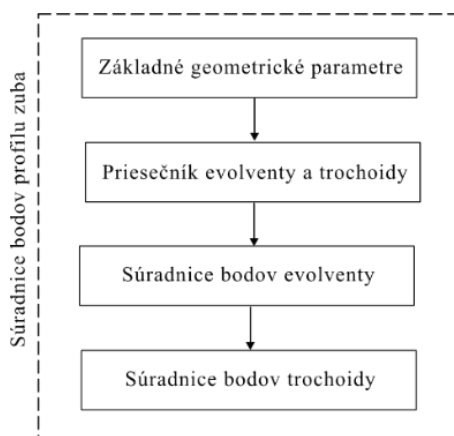 Súradnice bodov profilu zuba
Základné geometrické parametre
Priesečník evolventy a trochoidy
Súradnice bodov evolventy
Súradnice bodov trochoidy